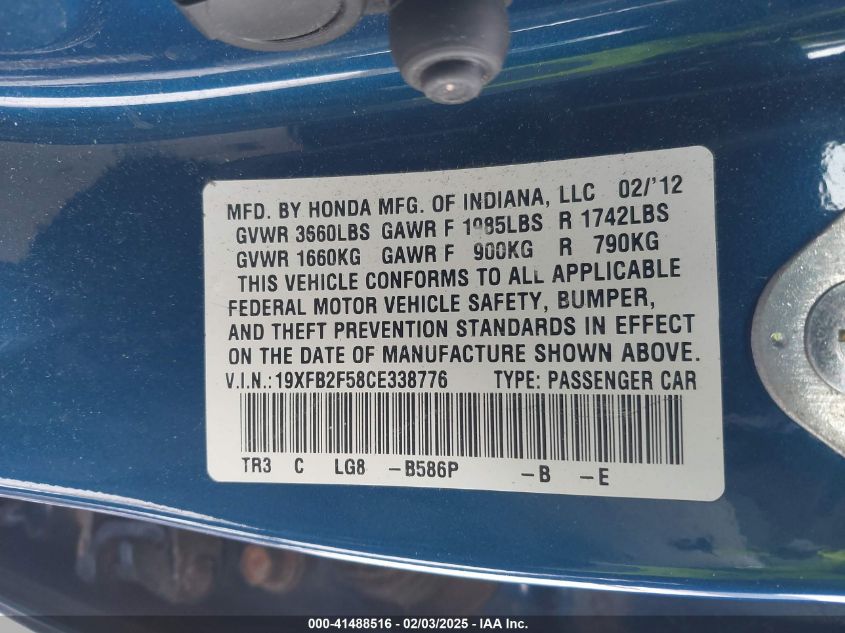 MFD. BY HONDA MFG. OF INDIANA, LLC 02/'12
GVWR 3660LBS GAWR F 1985LBS R 1742LBS
GVWR 1660KG GAWR F 900KG R 790KG
THIS VEHICLE CONFORMS TO ALL APPLICABLE
FEDERAL MOTOR VEHICLE SAFETY, BUMPER,
AND THEFT PREVENTION STANDARDS IN EFFECT
ON THE DATE OF MANUFACTURE SHOWN ABOVE.
V.I.N.:19XFB2F58CE338776 TYPE: PASSENGER CAR
TR3 C LG8 -B586P -B -E
000-41488516 - 02/03/2025 - IAA Inc.